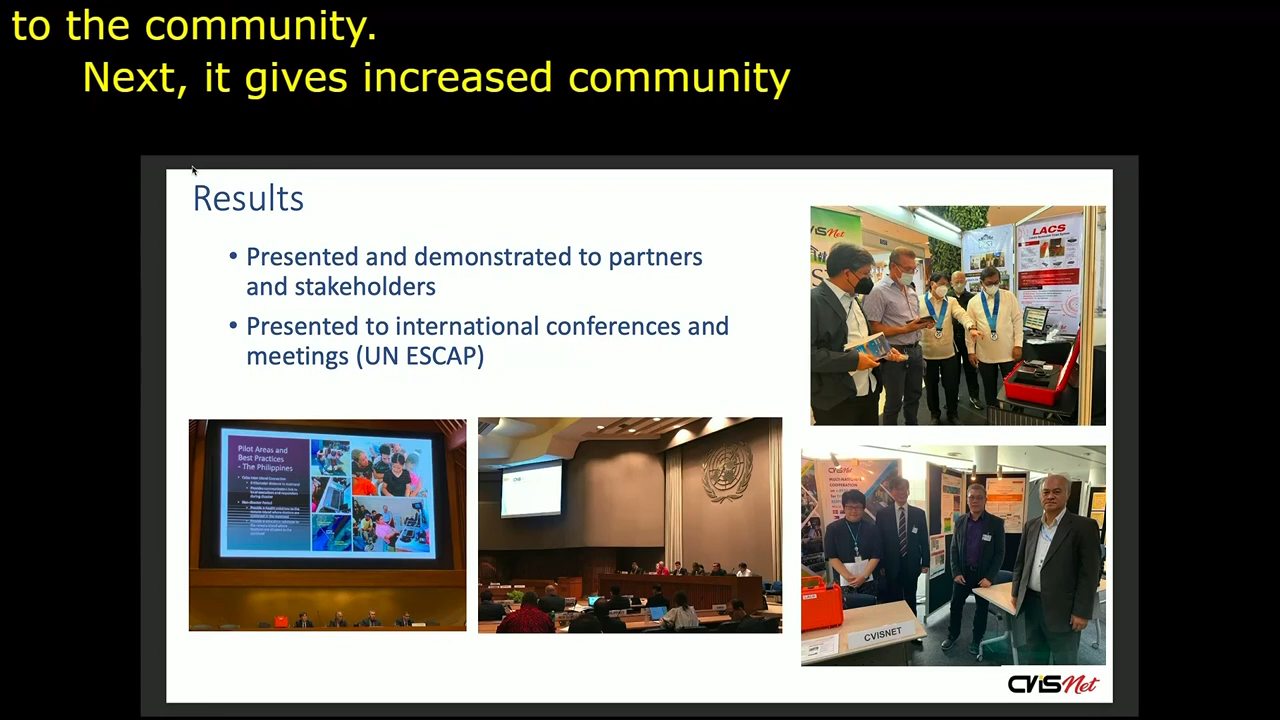 to the community.
Next, it gives increased community
Results
• Presented and demonstrated to partners
and stakeholders
• Presented to international conferences and
meetings (UN ESCAP)
LACS
Pilot Areas and
Best Practices
- The Philippines
CVISNET
CViSNet